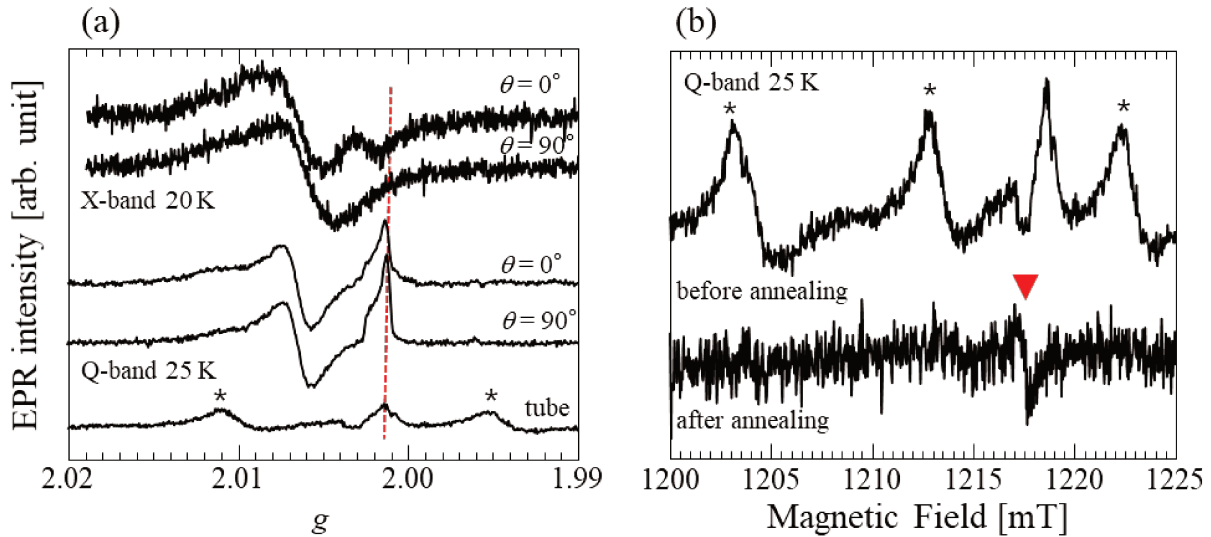 (a)
(b)
EPR intensity [arb. unit]
θ = 0°
θ = 90°
X-band 20 K
θ = 0°
θ = 90°
Q-band 25 K
*
*
tube
2.02
2.01
2.00
1.99
g
Q-band 25 K
*
*
*
before annealing
after annealing
1200
1205
1210
1215
1220
1225
Magnetic Field [mT]